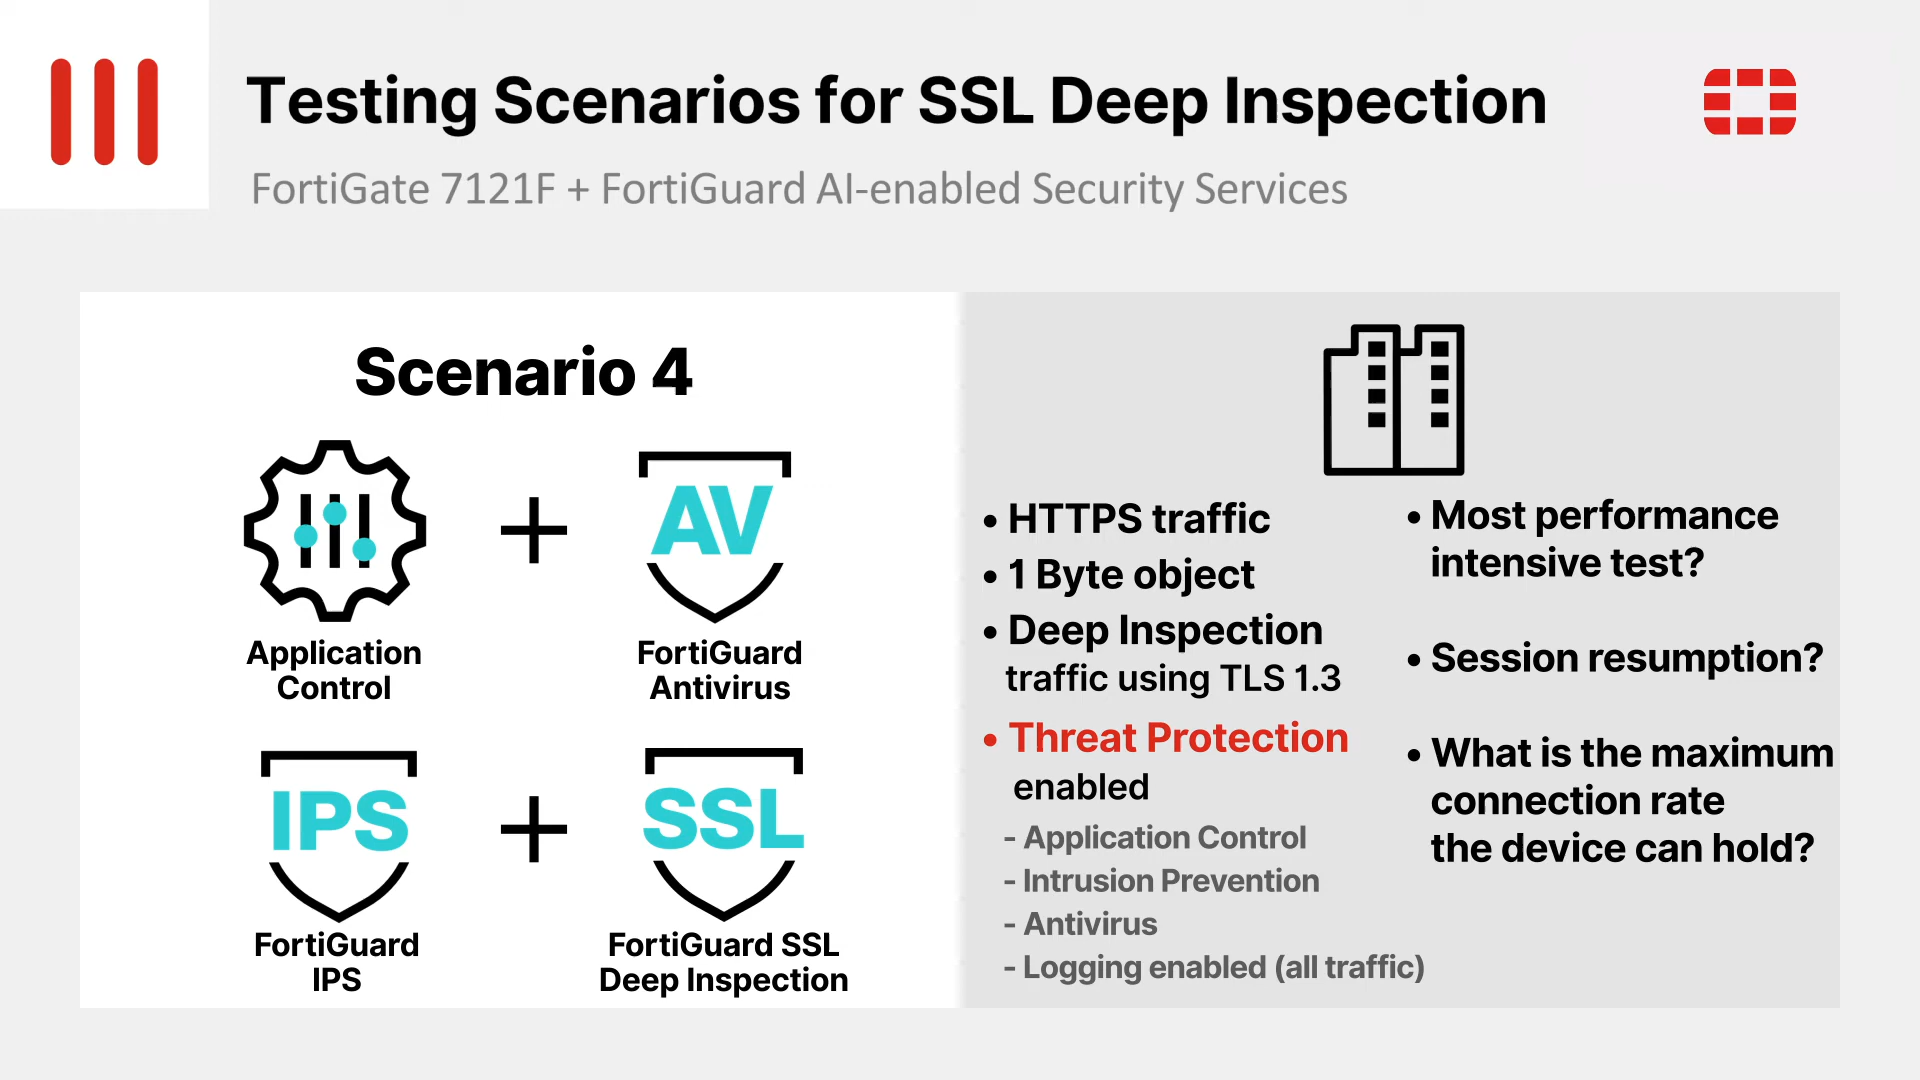 Testing Scenarios for SSL Deep Inspection
FortiGate 7121F + FortiGuard AI-enabled Security Services
Scenario 4
Application
Control
AV
FortiGuard
Antivirus
IPS
FortiGuard
IPS
SSL
FortiGuard SSL
Deep Inspection
• HTTPS traffic
• 1 Byte object
• Deep Inspection
traffic using TLS 1.3
• Threat Protection
enabled
- Application Control
- Intrusion Prevention
- Antivirus
- Logging enabled (all traffic)
• Most performance
intensive test?
• Session resumption?
• What is the maximum
connection rate
the device can hold?